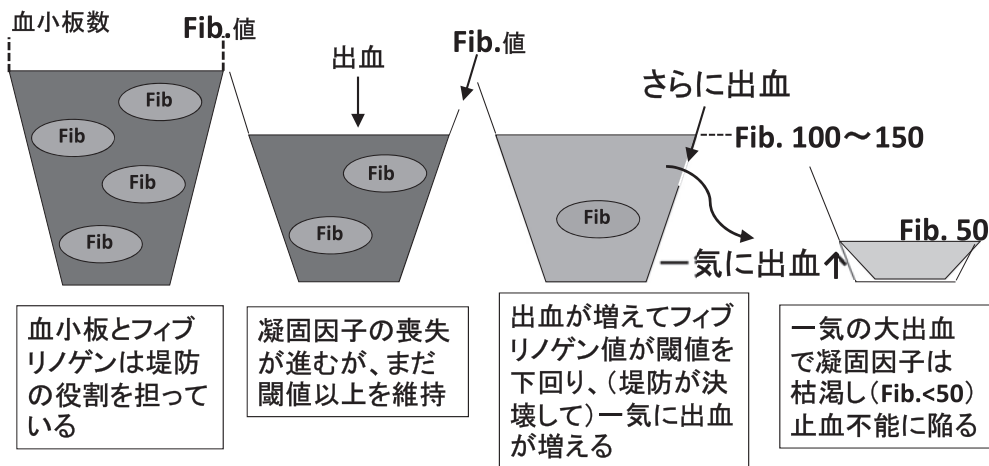 血小板数
Fib.値
Fib
Fib
Fib
Fib
出血
Fib.値
Fib
Fib
さらに出血
Fib. 100～150
Fib
一気に出血↑
Fib. 50
血小板とフィブ
リノゲンは堤防
の役割を担って
いる
凝固因子の喪失
が進むが、まだ
閾値以上を維持
出血が増えてフィブ
リノゲン値が閾値を
下回り、（堤防が決
壊して）一気に出血
が増える
一気の大出血
で凝固因子は
枯渇し（Fib.<50）
止血不能に陥る